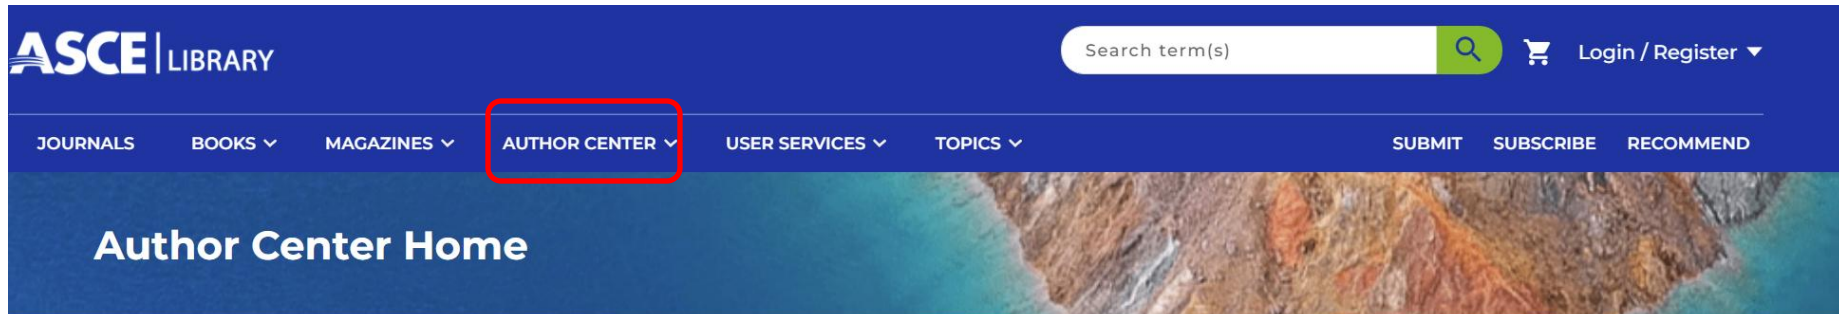 ASCE LIBRARY
Search term(s)
Login / Register
JOURNALS BOOKS MAGAZINES AUTHOR CENTER USER SERVICES TOPICS SUBMIT SUBSCRIBE RECOMMEND
Author Center Home